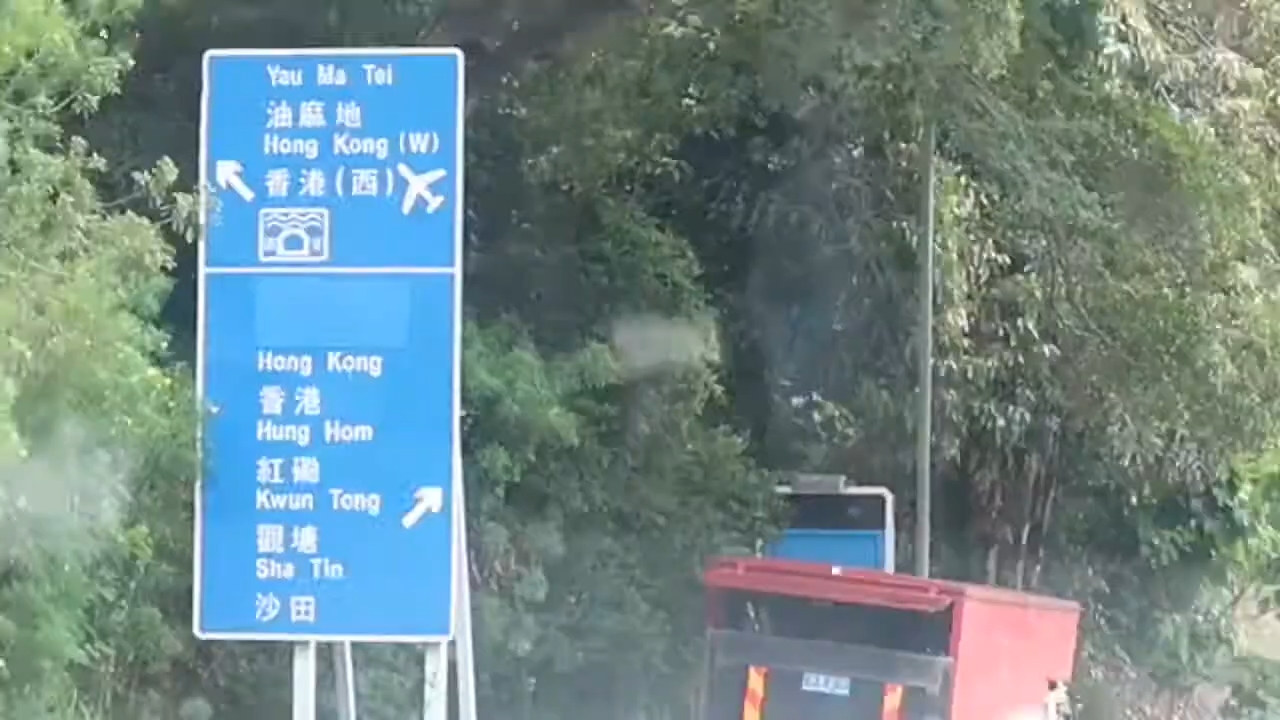 Yau Ma Tei
油麻地
Hong Kong (W)
香港(西)
Hong Kong
香港
Hung Hom
紅磡
Kwun Tong
觀塘
Sha Tin
沙田